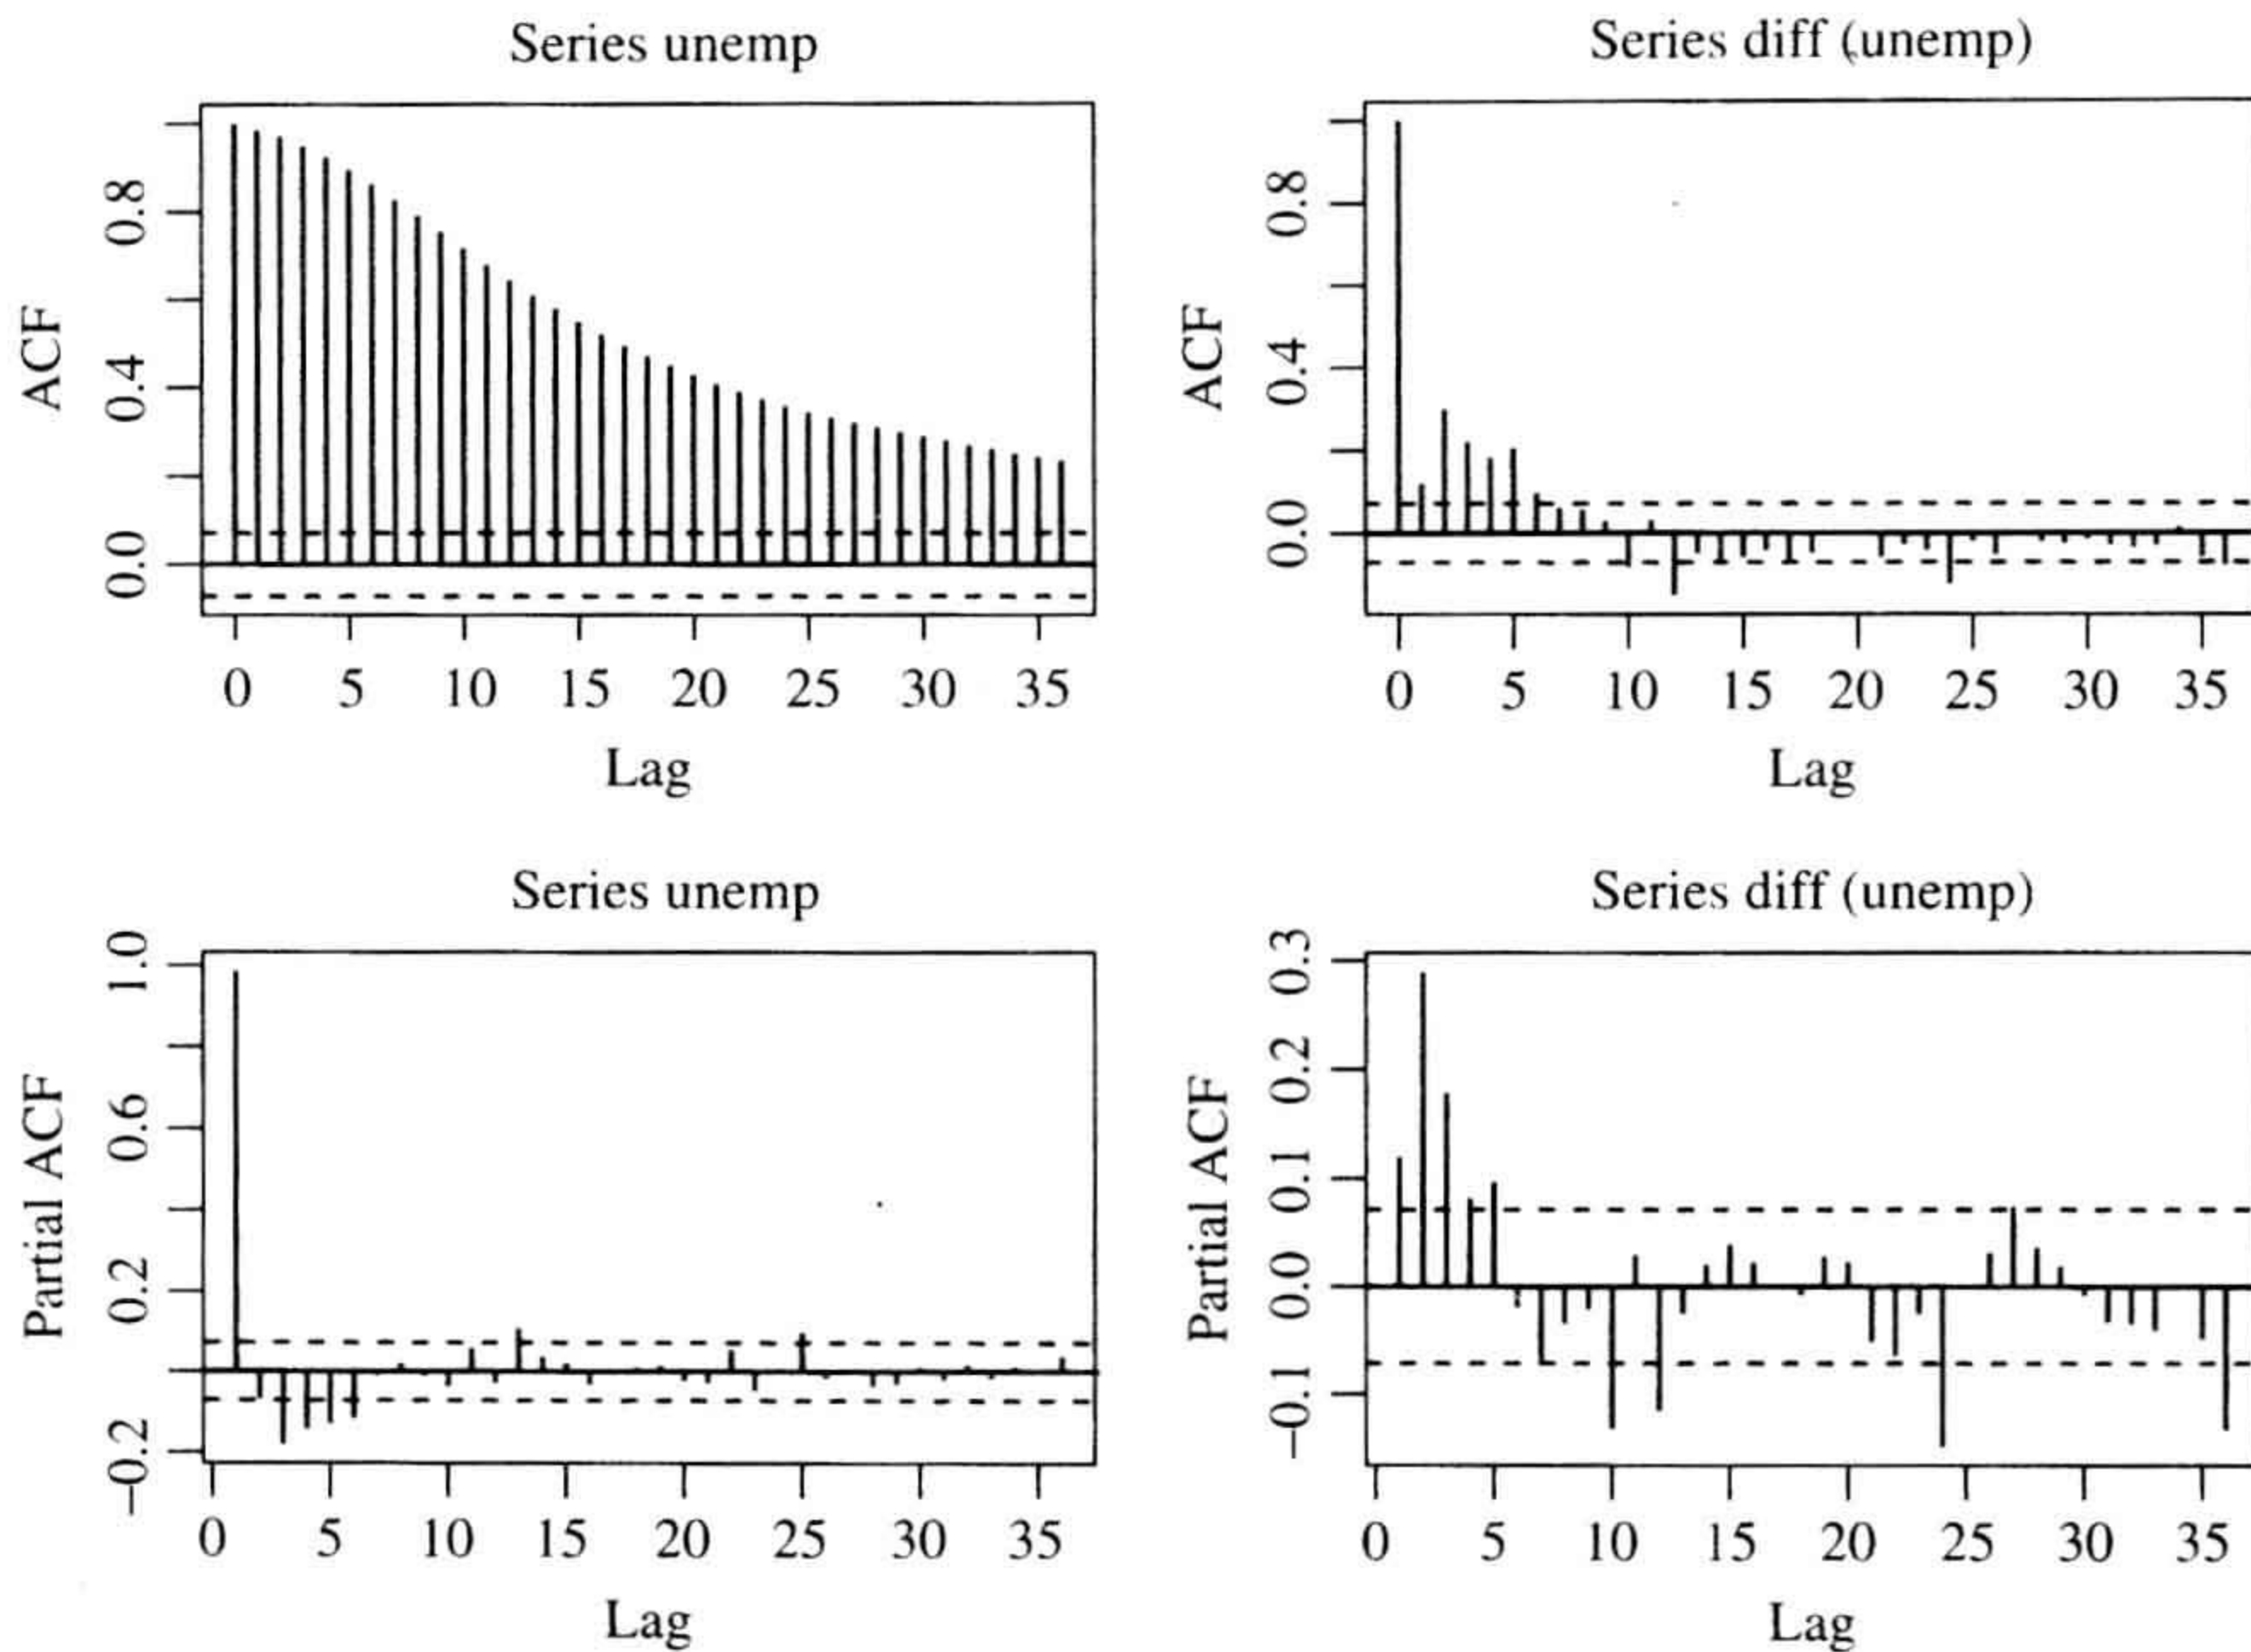 Series unemp
ACF
0.8
0.4
0.0
0 5 10 15 20 25 30 35
Lag
Series diff (unemp)
ACF
0.8
0.4
0.0
0 5 10 15 20 25 30 35
Lag
Series unemp
Partial ACF
1.0
0.6
0.2
−0.2
0 5 10 15 20 25 30 35
Lag
Series diff (unemp)
Partial ACF
0.3
0.2
0.1
0.0
−0.1
0 5 10 15 20 25 30 35
Lag